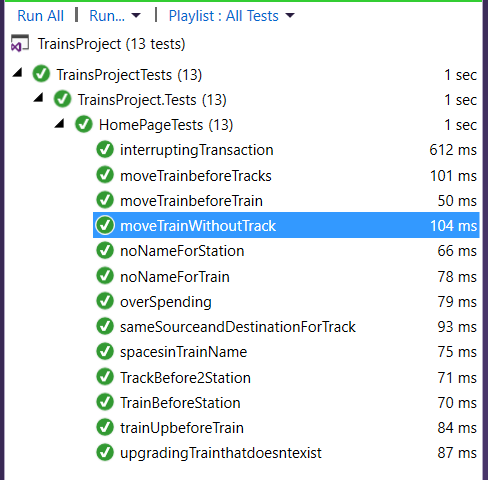 Run All | Run... | Playlist : All Tests
TrainsProject (13 tests)
TrainsProjectTests (13) 1 sec
TrainsProject.Tests (13) 1 sec
HomePageTests (13) 1 sec
interruptingTransaction 612 ms
moveTrainbeforeTracks 101 ms
moveTrainbeforeTrain 50 ms
moveTrainWithoutTrack 104 ms
noNameForStation 66 ms
noNameForTrain 78 ms
overSpending 79 ms
sameSourceandDestinationForTrack 93 ms
spacesinTrainName 75 ms
TrackBefore2Station 71 ms
TrainBeforeStation 70 ms
trainUpbeforeTrain 84 ms
upgradingTrainthatdoesntexist 87 ms